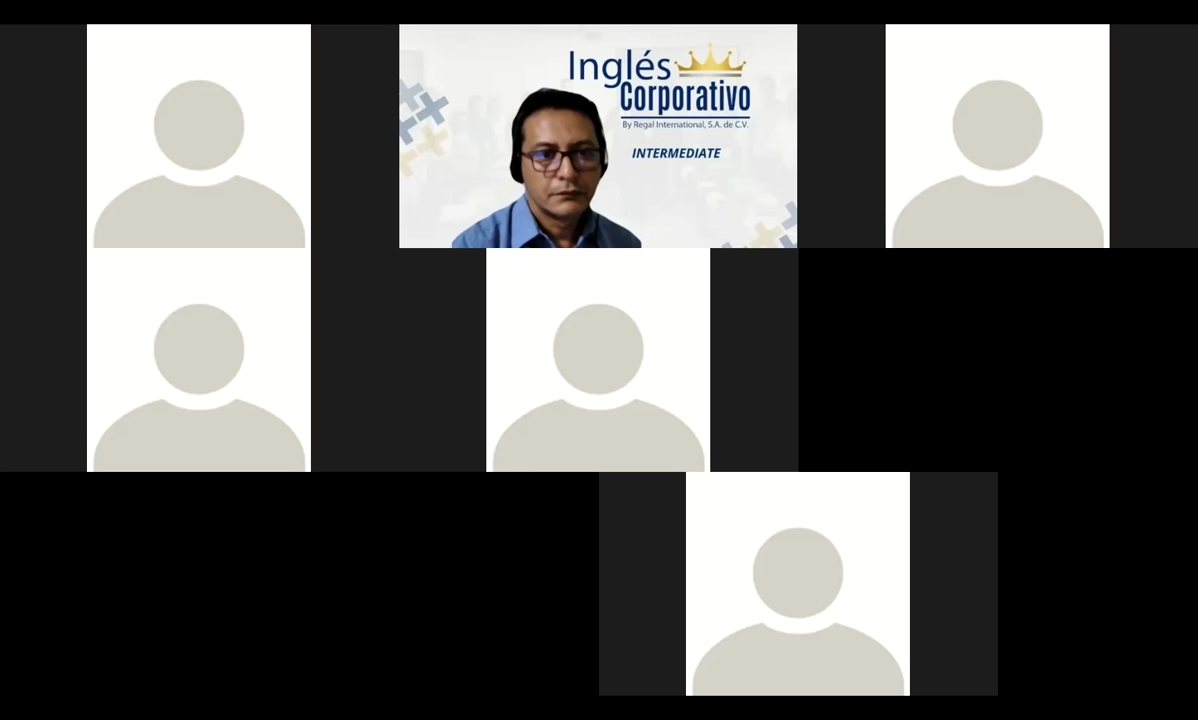 Inglés
Corporativo
By Regal International, S.A. de C.V.
INTERMEDIATE